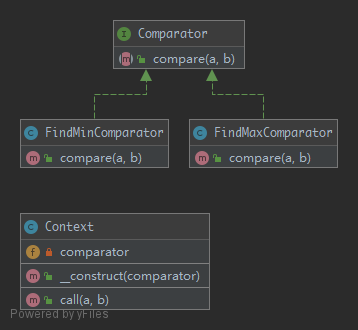 I Comparator
m compare(a, b)
C FindMinComparator
m compare(a, b)
C FindMaxComparator
m compare(a, b)
C Context
f comparator
m __construct(comparator)
m call(a, b)
Powered by yFiles